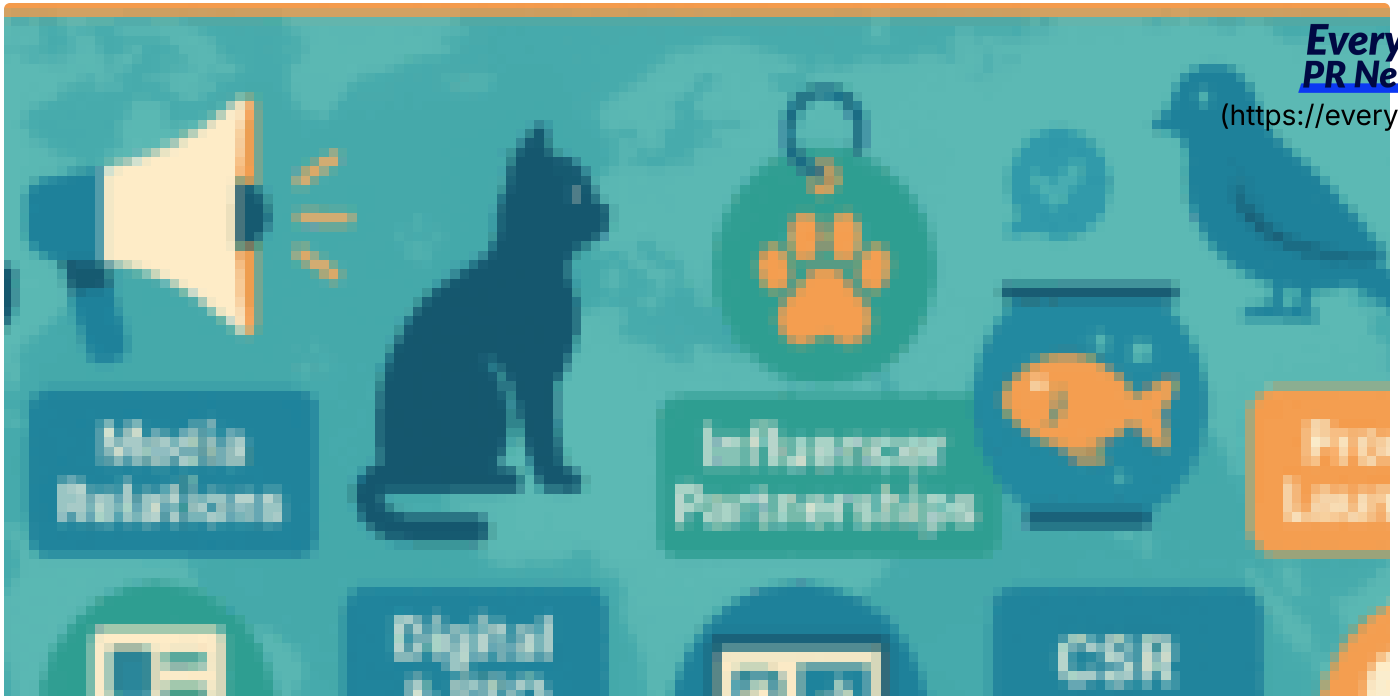 Every
PR Ne
(https://every
Media
Relations
Influencer
Partnerships
Digital
CSR